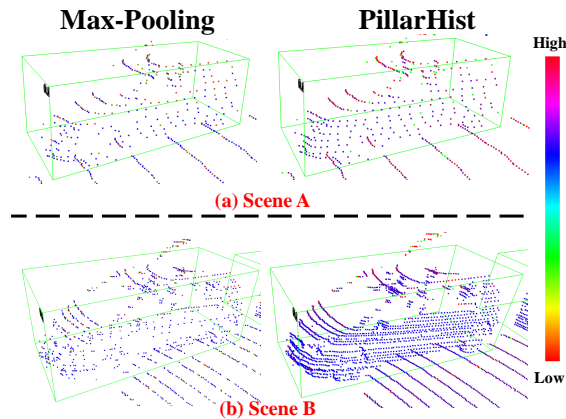 Max-Pooling PillarHist
High
(a) Scene A
Low
(b) Scene B